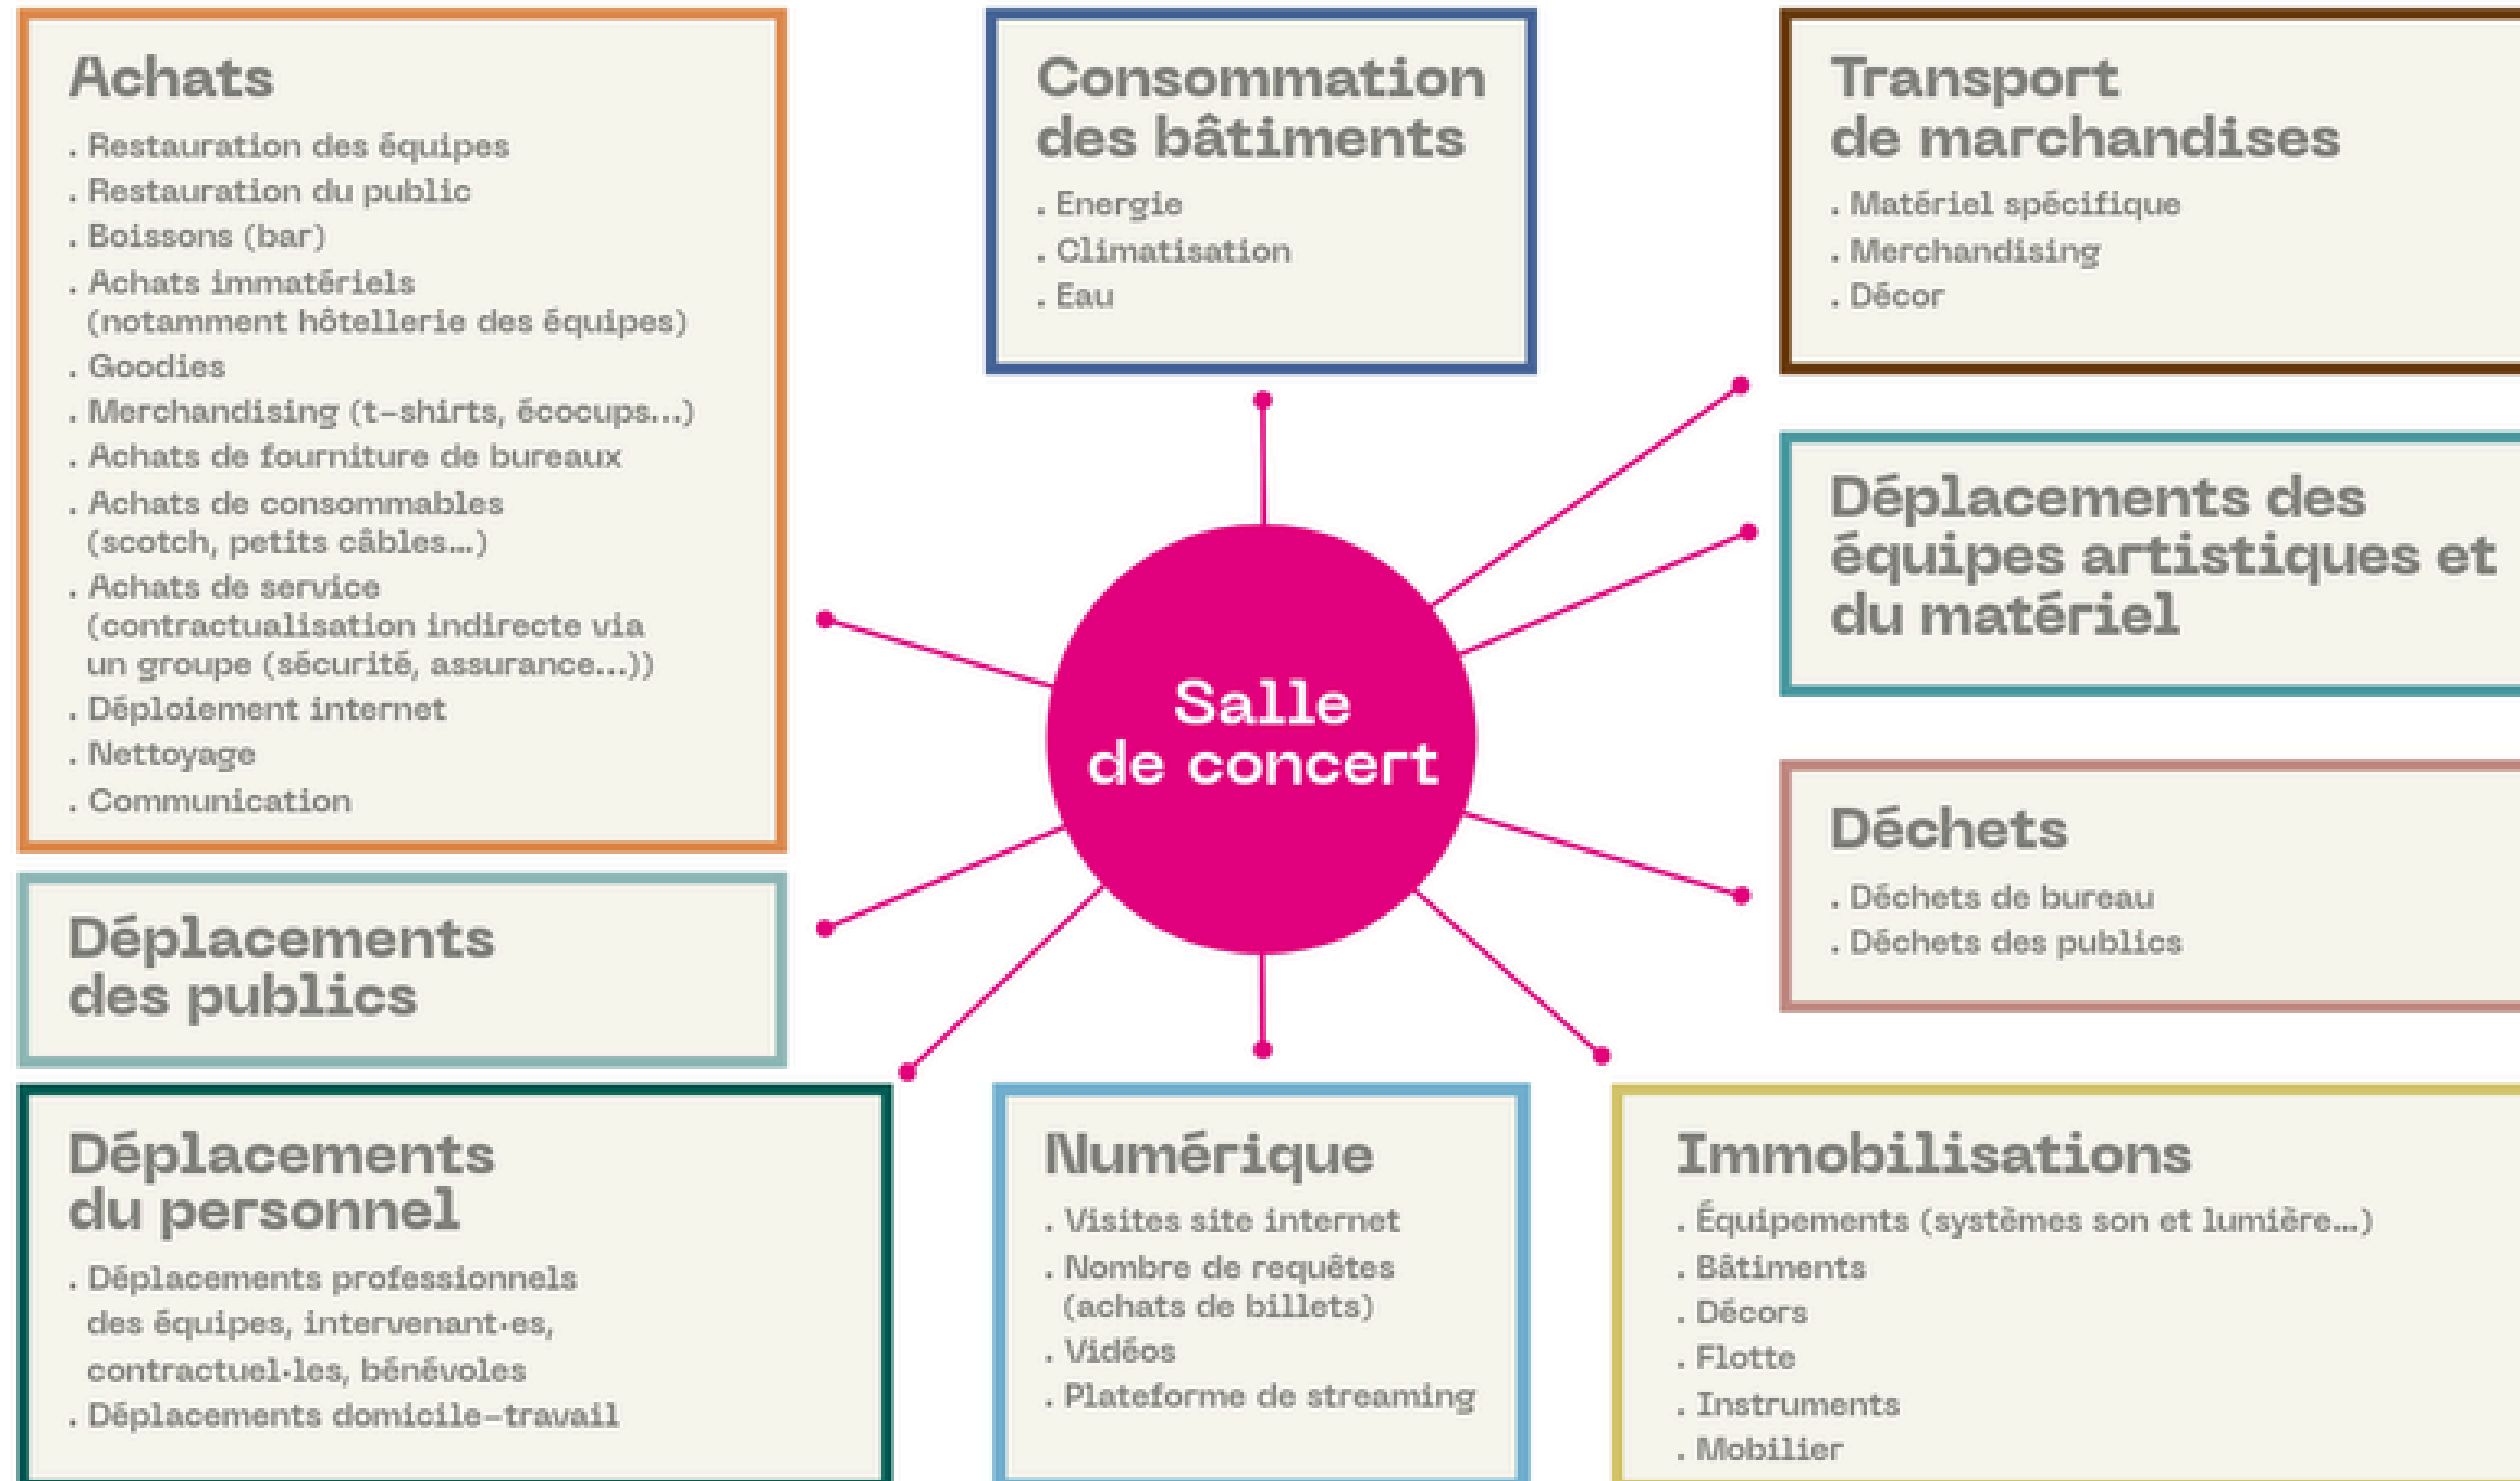 Achats
. Restauration des équipes
. Restauration du public
. Boissons (bar)
. Achats immatériels
(notamment hôtellerie des équipes)
. Goodies
. Merchandising (t-shirts, écocups...)
. Achats de fourniture de bureaux
. Achats de consommables
(scotch, petits câbles...)
. Achats de service
(contractualisation indirecte via
un groupe (sécurité, assurance...))
. Déploiement internet
. Nettoyage
. Communication
Consommation
des bâtiments
. Energie
. Climatisation
. Eau
Transport
de marchandises
. Matériel spécifique
. Merchandising
. Décor
Déplacements des
équipes artistiques et
du matériel
Salle
de concert
Déchets
. Déchets de bureau
. Déchets des publics
Déplacements
des publics
Déplacements
du personnel
. Déplacements professionnels
des équipes, intervenant·es,
contractuel·les, bénévoles
. Déplacements domicile-travail
Numérique
. Visites site internet
. Nombre de requêtes
(achats de billets)
. Vidéos
. Plateforme de streaming
Immobilisations
. Équipements (systèmes son et lumière...)
. Bâtiments
. Décors
. Flotte
. Instruments
. Mobilier